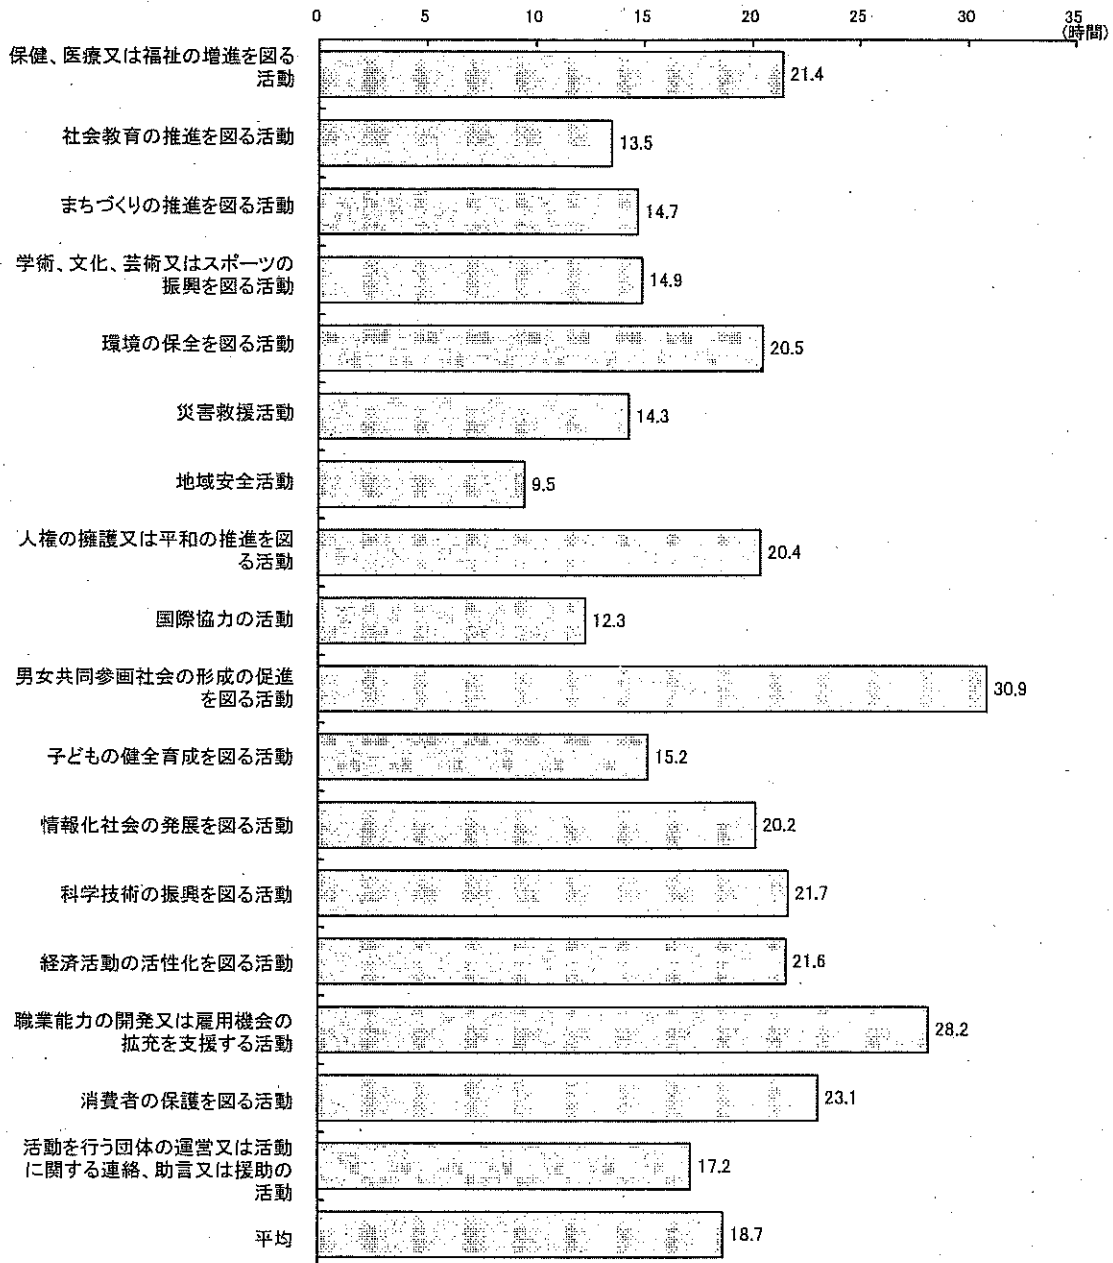 0 5 10 15 20 25 30 35
(時間)
保健、医療又は福祉の増進を図る
活動
21.4
社会教育の推進を図る活動
13.5
まちづくりの推進を図る活動
14.7
学術、文化、芸術又はスポーツの
振興を図る活動
14.9
環境の保全を図る活動
20.5
災害救援活動
14.3
地域安全活動
9.5
人権の擁護又は平和の推進を図
る活動
20.4
国際協力の活動
12.3
男女共同参画社会の形成の促進
を図る活動
30.9
子どもの健全育成を図る活動
15.2
情報化社会の発展を図る活動
20.2
科学技術の振興を図る活動
21.7
経済活動の活性化を図る活動
21.6
職業能力の開発又は雇用機会の
拡充を支援する活動
28.2
消費者の保護を図る活動
23.1
活動を行う団体の運営又は活動
に関する連絡、助言又は援助の
活動
17.2
平均
18.7